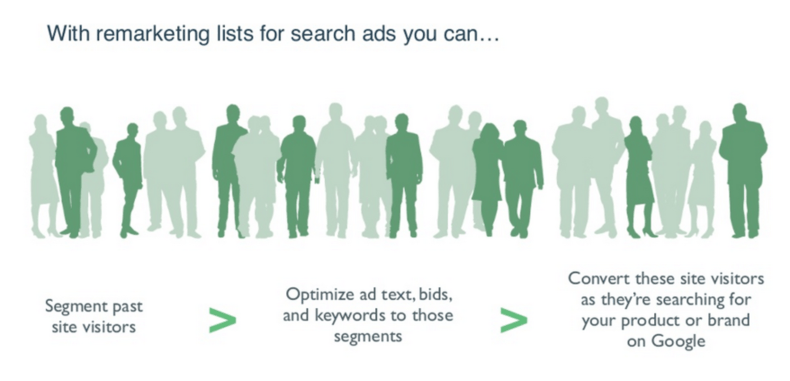 With remarketing lists for search ads you can…
Segment past
site visitors
>
Optimize ad text, bids,
and keywords to those
segments
>
Convert these site visitors
as they're searching for
your product or brand
on Google